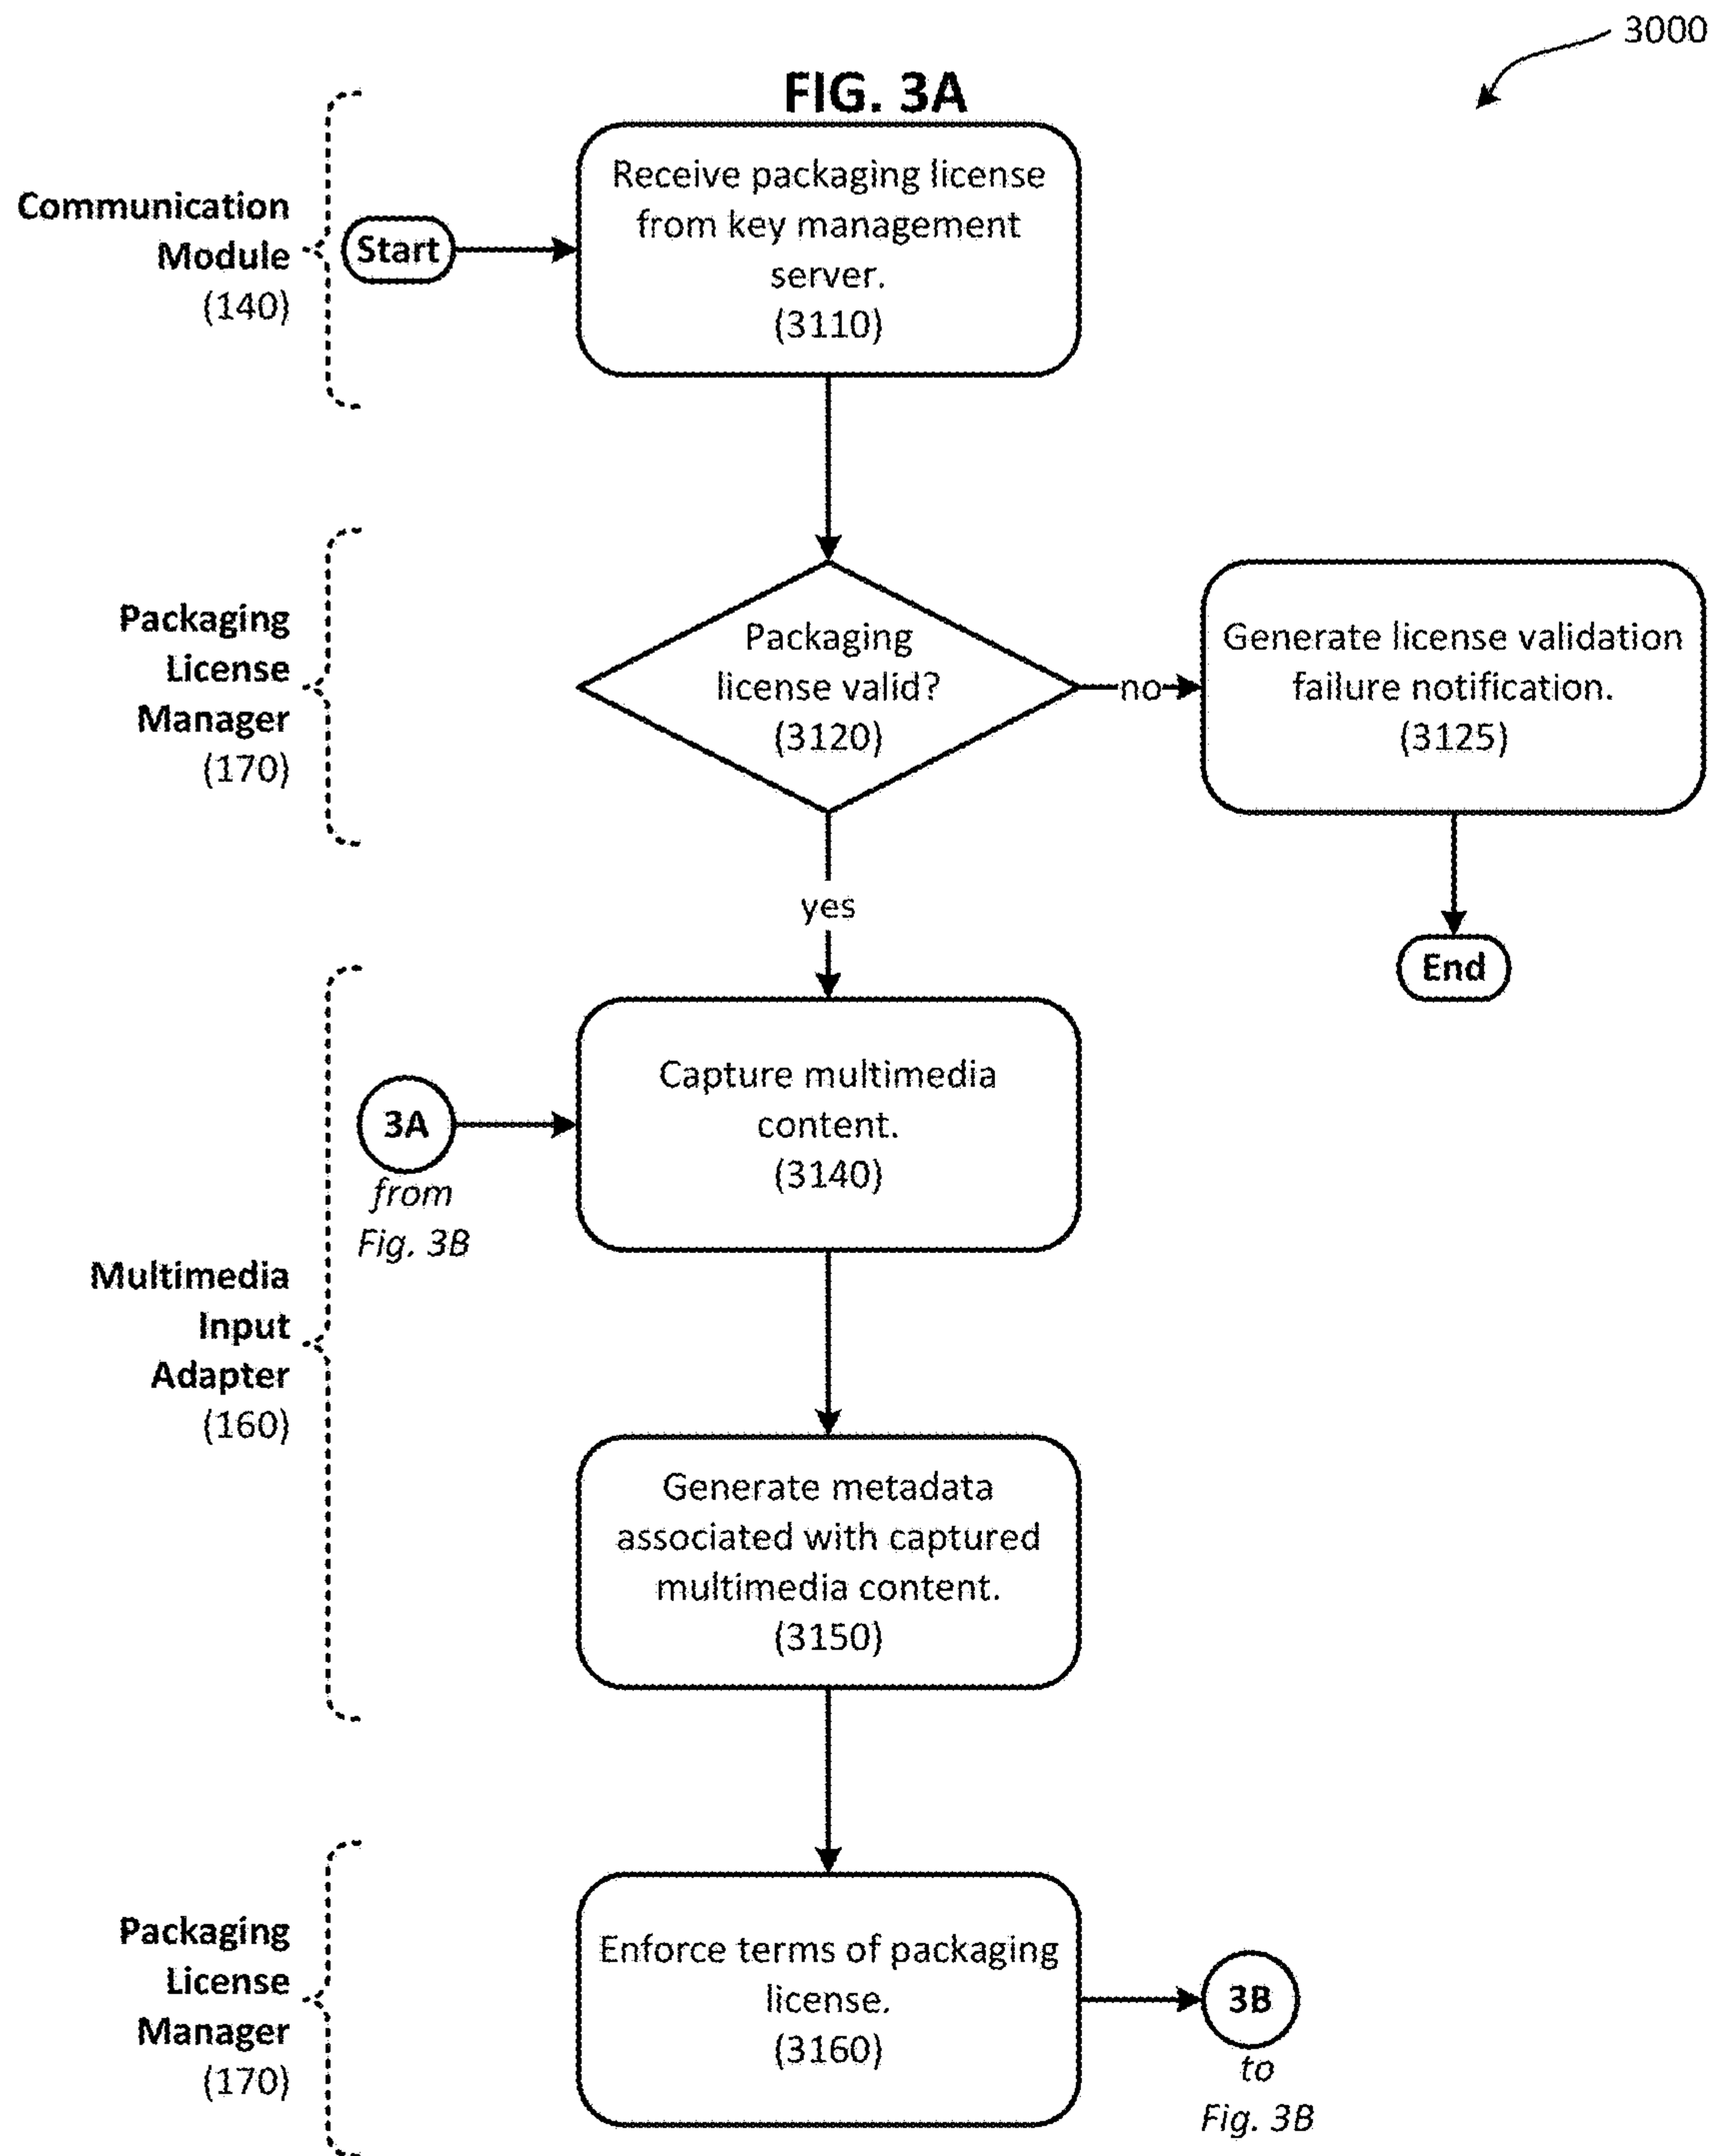 3000
FIG. 3A
Communication
Module
(140)
Start
Receive packaging license
from key management
server.
(3110)
Packaging
License
Manager
(170)
Packaging
license valid?
(3120)
no
Generate license validation
failure notification.
(3125)
yes
End
Multimedia
Input
Adapter
(160)
3A
from
Fig. 3B
Capture multimedia
content.
(3140)
Generate metadata
associated with captured
multimedia content.
(3150)
Packaging
License
Manager
(170)
Enforce terms of packaging
license.
(3160)
3B
to
Fig. 3B